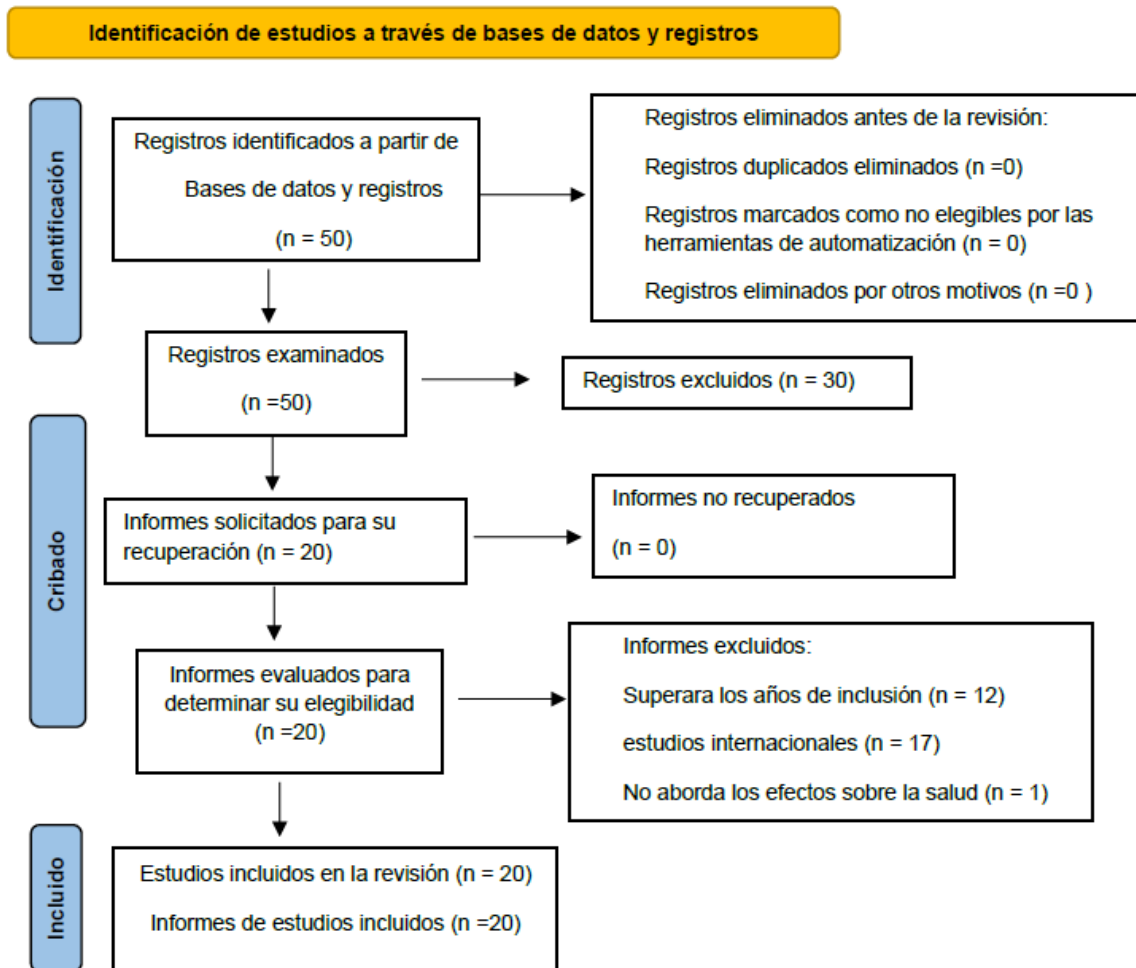 Identificación de estudios a través de bases de datos y registros
Identificación
Registros identificados a partir de
Bases de datos y registros
(n = 50)
Registros eliminados antes de la revisión:
Registros duplicados eliminados (n =0)
Registros marcados como no elegibles por las
herramientas de automatización (n = 0)
Registros eliminados por otros motivos (n =0 )
Registros examinados
(n =50)
Registros excluidos (n = 30)
Cribado
Informes solicitados para su
recuperación (n = 20)
Informes no recuperados
(n = 0)
Informes evaluados para
determinar su elegibilidad
(n =20)
Informes excluidos:
Superara los años de inclusión (n = 12)
estudios internacionales (n = 17)
No aborda los efectos sobre la salud (n = 1)
Incluido
Estudios incluidos en la revisión (n = 20)
Informes de estudios incluidos (n =20)